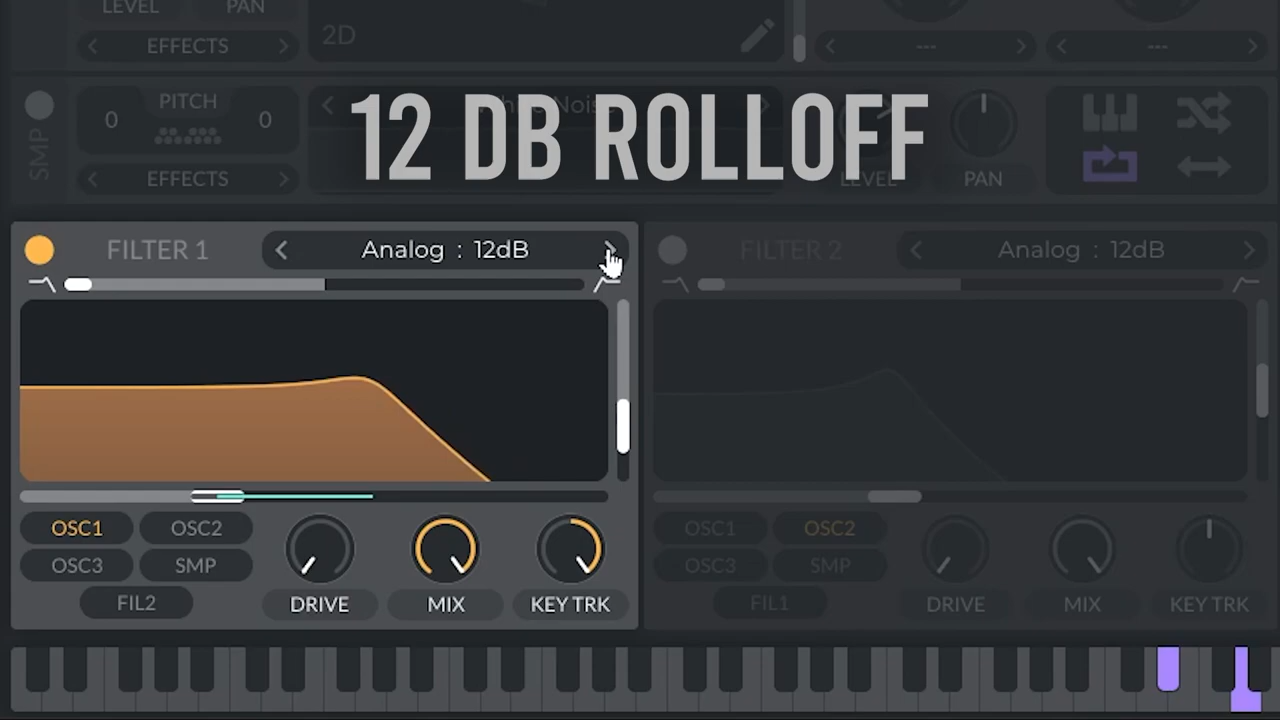 LEVEL PAN
EFFECTS
2D
---
---
SMP
0 PITCH 0
EFFECTS
12 DB ROLLOFF
LEVEL
PAN
FILTER 1
Analog : 12dB
FILTER 2
Analog : 12dB
OSC1 OSC2
OSC3 SMP
FIL2
DRIVE
MIX
KEY TRK
OSC1 OSC2
OSC3 SMP
FIL1
DRIVE
MIX
KEY TRK